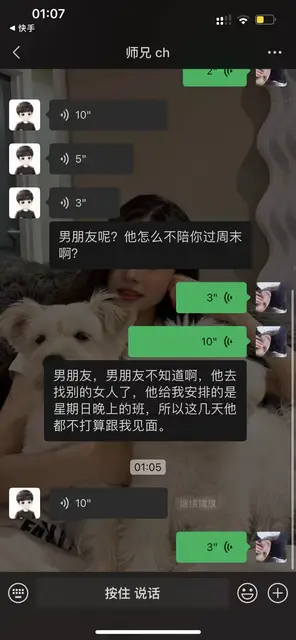 01:07
快手
师兄 ch
2"
10"
5"
3"
男朋友呢？他怎么不陪你过周末
啊？
3"
10"
男朋友，男朋友不知道啊，他去
找别的女人了，他给我安排的是
星期日晚上的班，所以这几天他
都不打算跟我见面。
01:05
10"
继续播放
3"
按住 说话